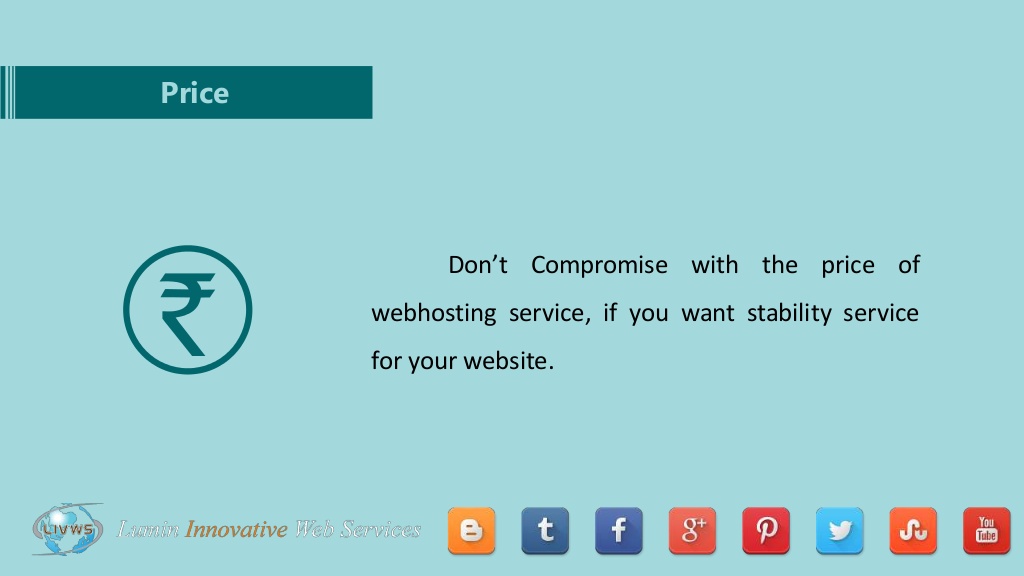 Price
₹
Don’t Compromise with the price of
webhosting service, if you want stability service
for your website.
LIVWS Lumin Innovative Web Services
t f g+ You Tube